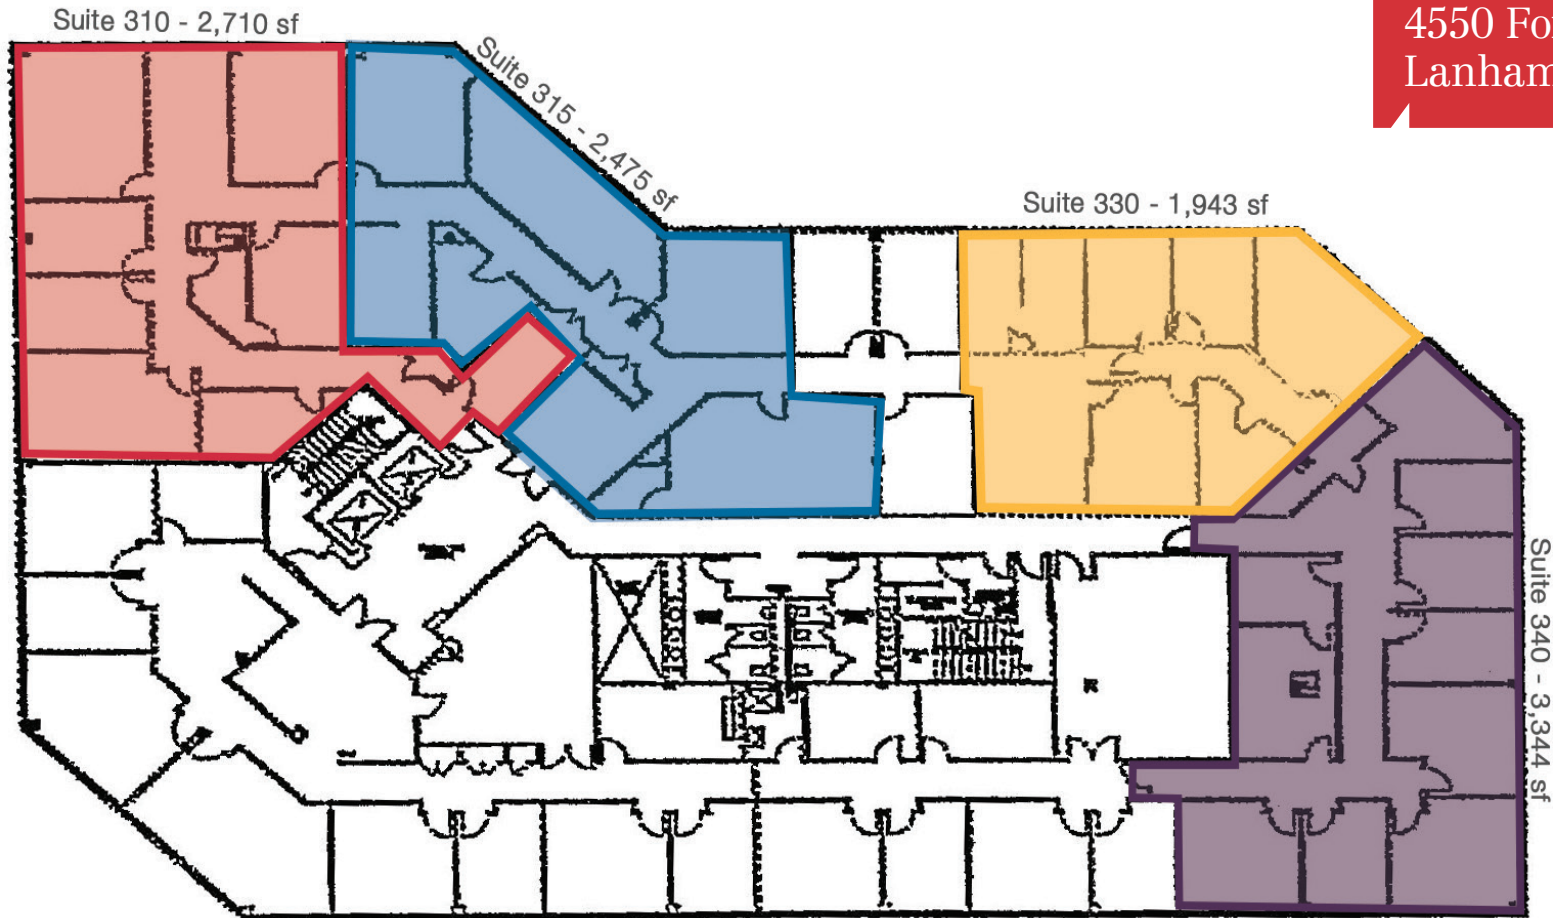 Suite 310 - 2,710 sf
4550 Fo
Lanham
Suite 315 - 2,475 sf
Suite 330 - 1,943 sf
Suite 340 - 3,344 sf